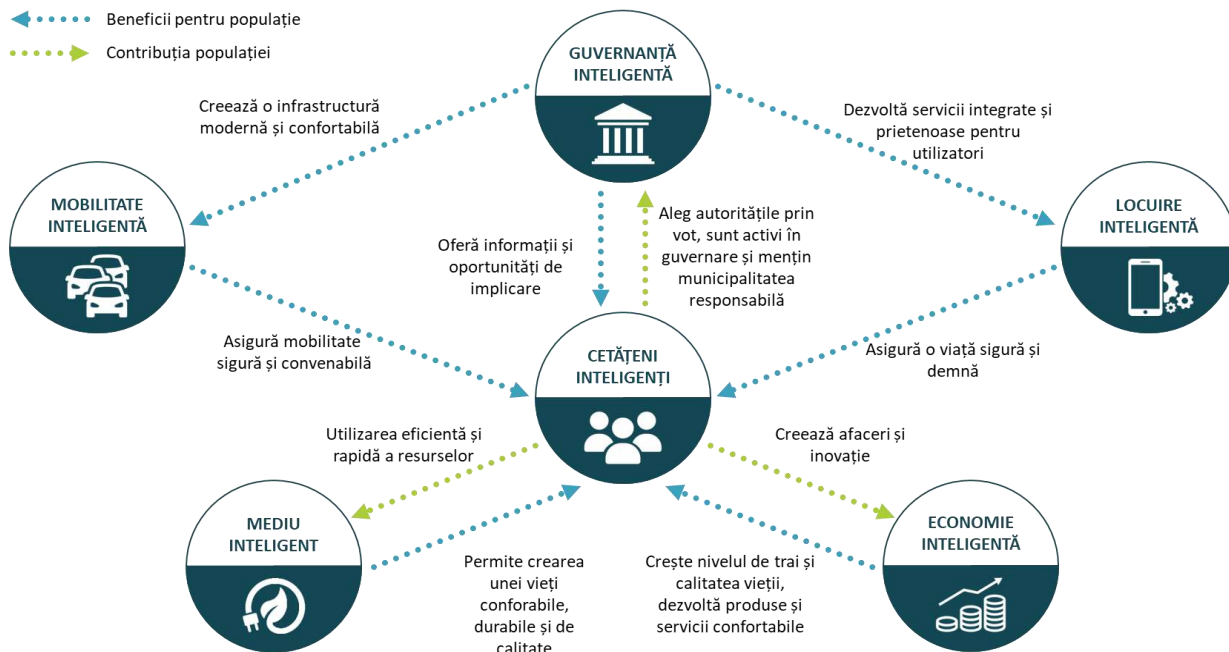 Beneficii pentru populație
Contribuția populației
GUVERNANȚĂ
INTELIGENTĂ
Creează o infrastructură
modernă și confortabilă
Dezvoltă servicii integrate și
prietenoase pentru
utilizatori
MOBILITATE
INTELIGENTĂ
LOCUIRE
INTELIGENTĂ
Oferă informații și
oportunități de
implicare
Aleg autoritățile prin
vot, sunt activi în
guvernare și mențin
municipalitatea
responsabilă
Asigură mobilitate
sigură și convenabilă
CETĂȚENI
INTELIGENȚI
Asigură o viață sigură și
demnă
Utilizarea eficientă și
rapidă a resurselor
Creează afaceri și
inovație
MEDIU
INTELIGENT
ECONOMIE
INTELIGENTĂ
Permite crearea
unei vieți
conforabile,
durabile și de
calitate
Crește nivelul de trai și
calitatea vieții,
dezvoltă produse și
servicii confortabile